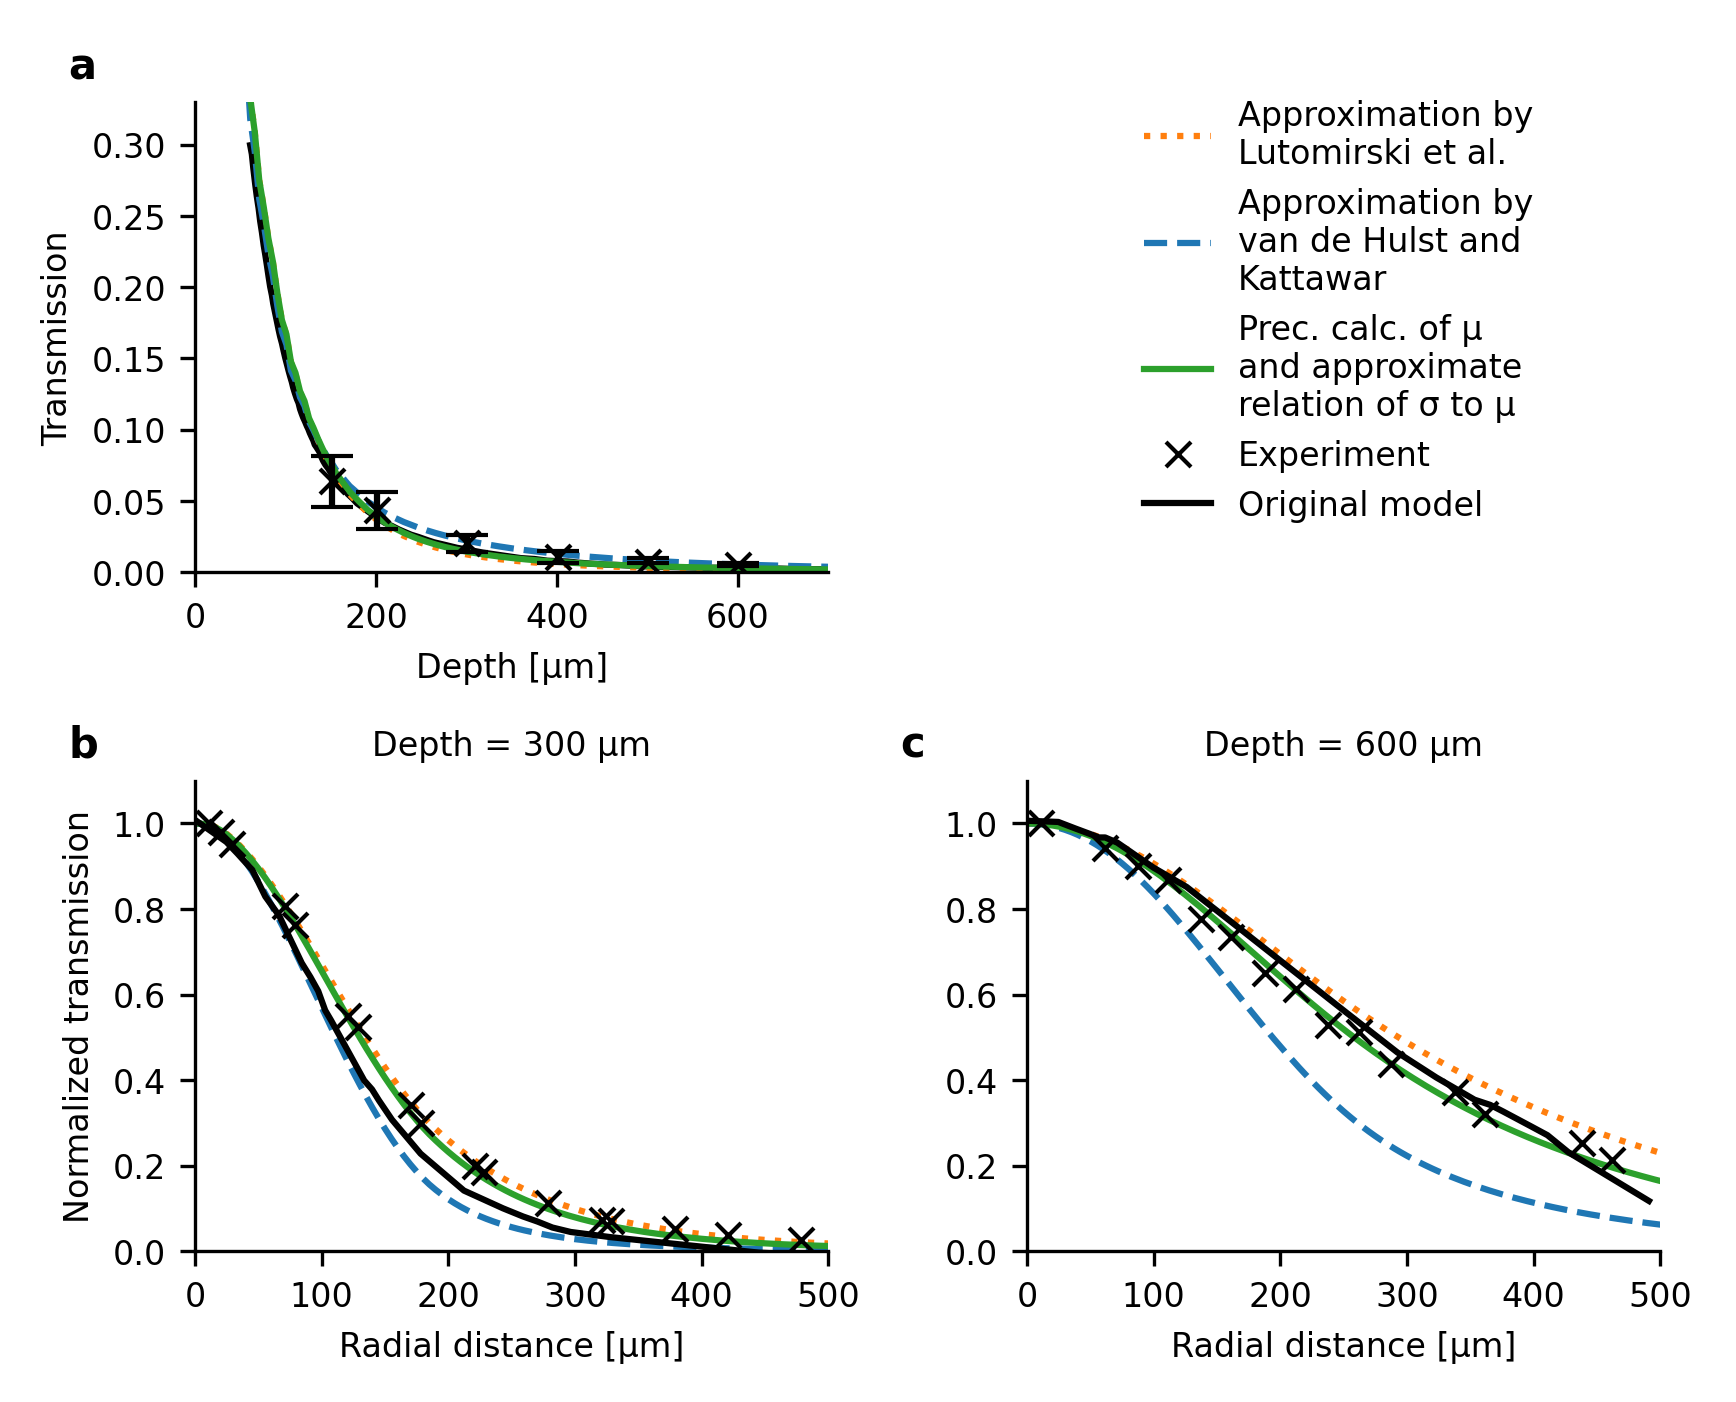 a
0.30
0.25
0.20
0.15
0.10
0.05
0.00
Transmission
0 200 400 600
Depth [µm]
Approximation by
Lutomirski et al.
Approximation by
van de Hulst and
Kattawar
Prec. calc. of µ
and approximate
relation of σ to µ
Experiment
Original model
b
Depth = 300 µm
1.0
0.8
0.6
0.4
0.2
0.0
Normalized transmission
0 100 200 300 400 500
Radial distance [µm]
c
Depth = 600 µm
1.0
0.8
0.6
0.4
0.2
0.0
0 100 200 300 400 500
Radial distance [µm]